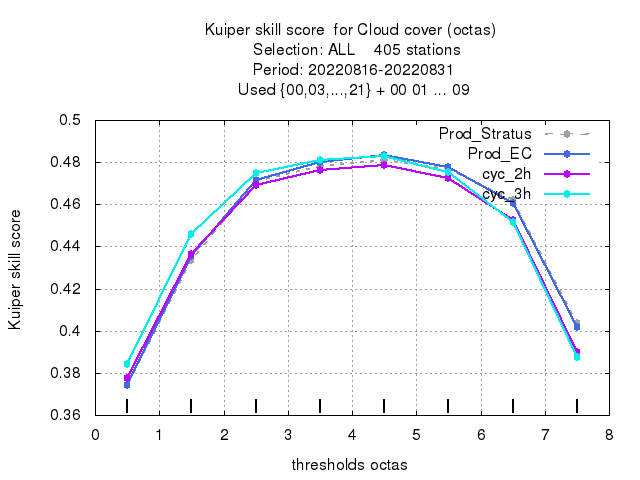 Kuiper skill score  for Cloud cover (octas)
Selection: ALL    405 stations
Period: 20220816-20220831
Used {00,03,...,21} + 00 01 ... 09
Prod_Stratus
Prod_EC
cyc_2h
cyc_3h
0.5
0.48
0.46
0.44
0.42
0.4
0.38
0.36
Kuiper skill score
0 1 2 3 4 5 6 7 8
thresholds octas